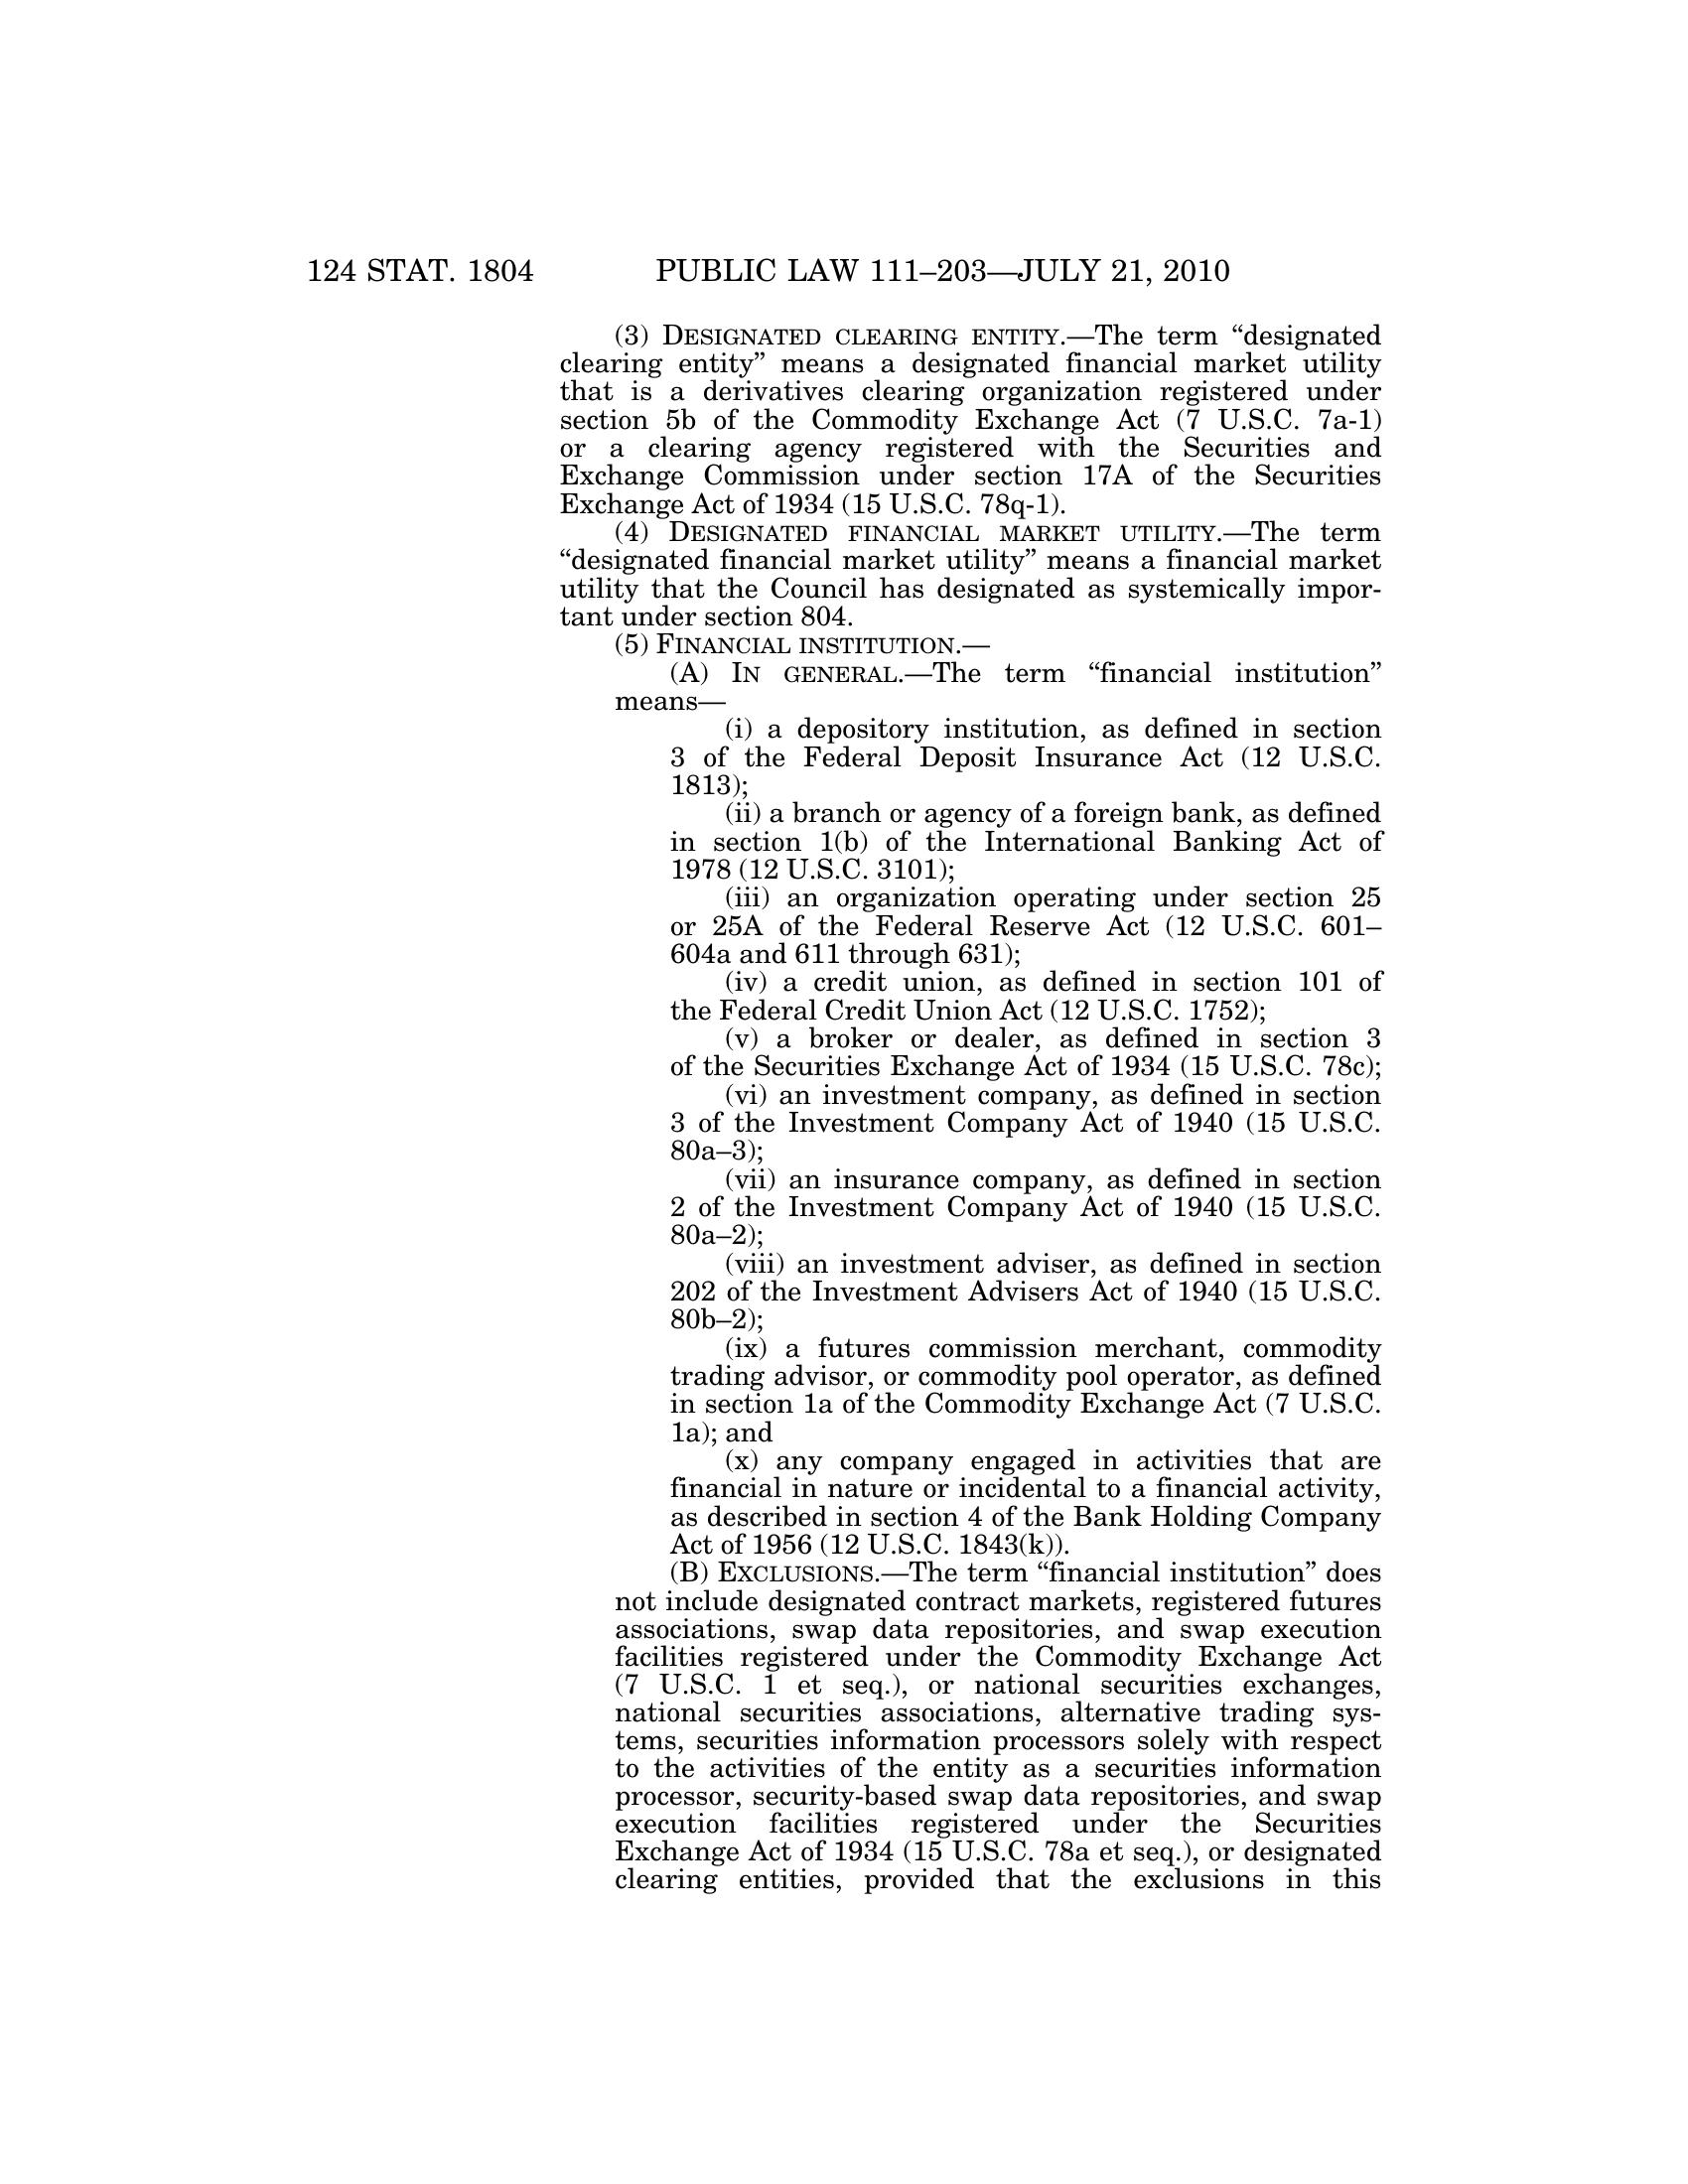 124 STAT. 1804 PUBLIC LAW 111–203—JULY 21, 2010
(3) DESIGNATED CLEARING ENTITY.—The term “designated
clearing entity” means a designated financial market utility
that is a derivatives clearing organization registered under
section 5b of the Commodity Exchange Act (7 U.S.C. 7a-1)
or a clearing agency registered with the Securities and
Exchange Commission under section 17A of the Securities
Exchange Act of 1934 (15 U.S.C. 78q-1).
(4) DESIGNATED FINANCIAL MARKET UTILITY.—The term
“designated financial market utility” means a financial market
utility that the Council has designated as systemically impor-
tant under section 804.
(5) FINANCIAL INSTITUTION.—
(A) IN GENERAL.—The term “financial institution”
means—
(i) a depository institution, as defined in section
3 of the Federal Deposit Insurance Act (12 U.S.C.
1813);
(ii) a branch or agency of a foreign bank, as defined
in section 1(b) of the International Banking Act of
1978 (12 U.S.C. 3101);
(iii) an organization operating under section 25
or 25A of the Federal Reserve Act (12 U.S.C. 601–
604a and 611 through 631);
(iv) a credit union, as defined in section 101 of
the Federal Credit Union Act (12 U.S.C. 1752);
(v) a broker or dealer, as defined in section 3
of the Securities Exchange Act of 1934 (15 U.S.C. 78c);
(vi) an investment company, as defined in section
3 of the Investment Company Act of 1940 (15 U.S.C.
80a–3);
(vii) an insurance company, as defined in section
2 of the Investment Company Act of 1940 (15 U.S.C.
80a–2);
(viii) an investment adviser, as defined in section
202 of the Investment Advisers Act of 1940 (15 U.S.C.
80b–2);
(ix) a futures commission merchant, commodity
trading advisor, or commodity pool operator, as defined
in section 1a of the Commodity Exchange Act (7 U.S.C.
1a); and
(x) any company engaged in activities that are
financial in nature or incidental to a financial activity,
as described in section 4 of the Bank Holding Company
Act of 1956 (12 U.S.C. 1843(k)).
(B) EXCLUSIONS.—The term “financial institution” does
not include designated contract markets, registered futures
associations, swap data repositories, and swap execution
facilities registered under the Commodity Exchange Act
(7 U.S.C. 1 et seq.), or national securities exchanges,
national securities associations, alternative trading sys-
tems, securities information processors solely with respect
to the activities of the entity as a securities information
processor, security-based swap data repositories, and swap
execution facilities registered under the Securities
Exchange Act of 1934 (15 U.S.C. 78a et seq.), or designated
clearing entities, provided that the exclusions in this